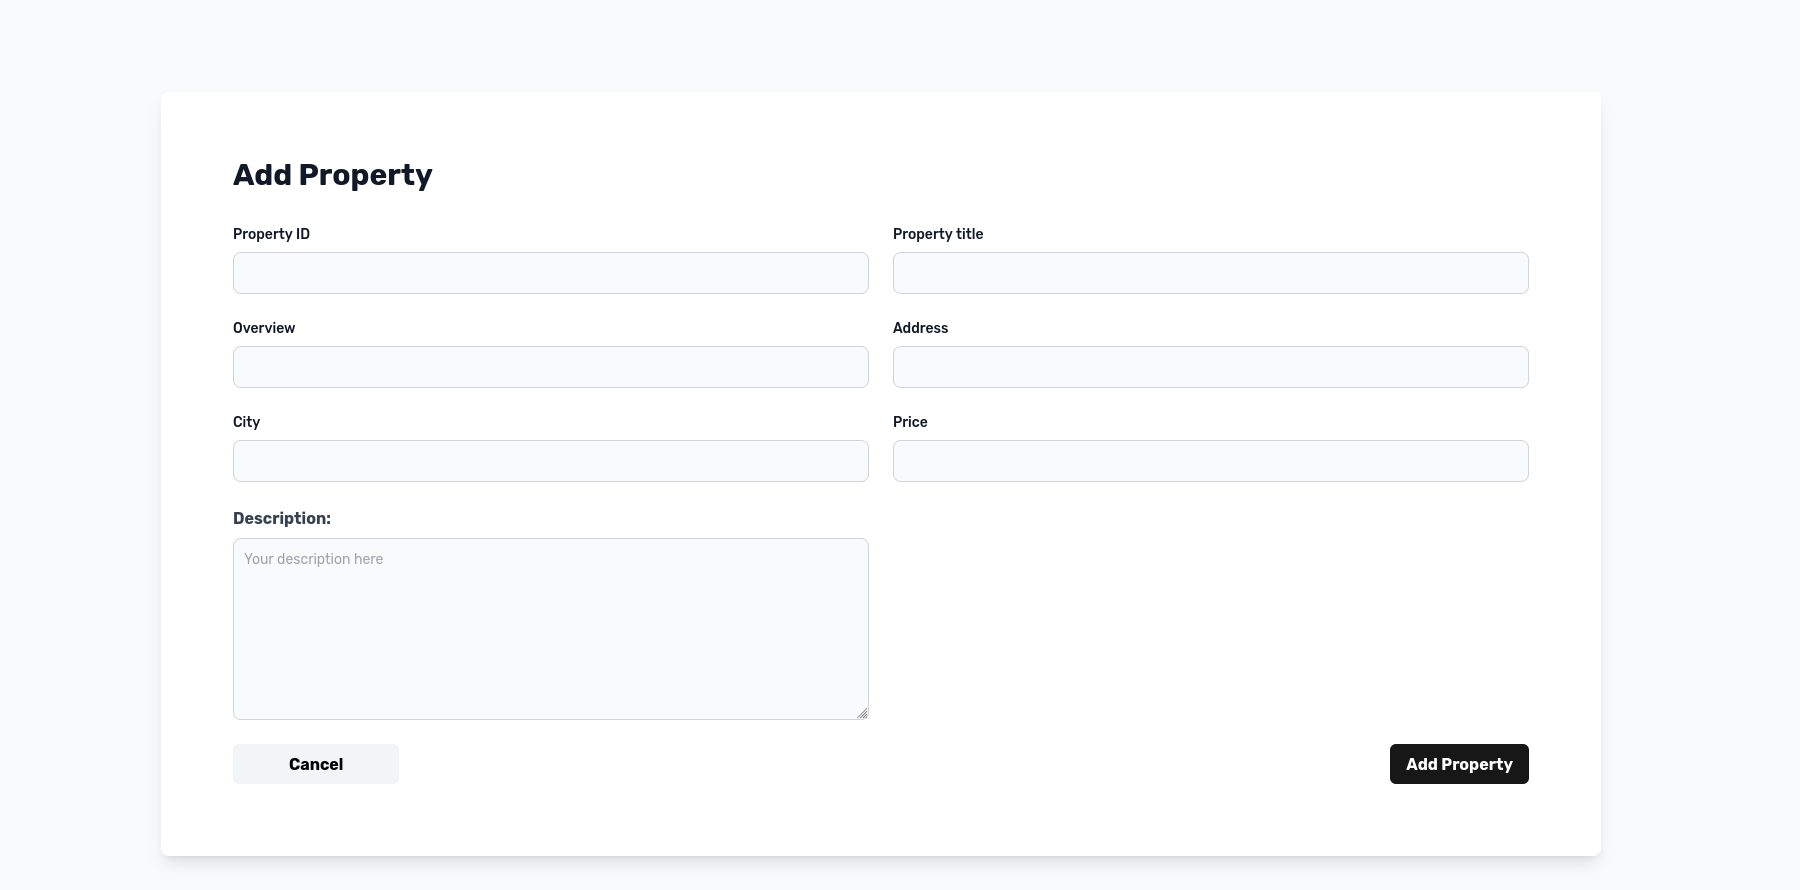 Add Property
Property ID
Property title
Overview
Address
City
Price
Description:
Your description here
Cancel
Add Property